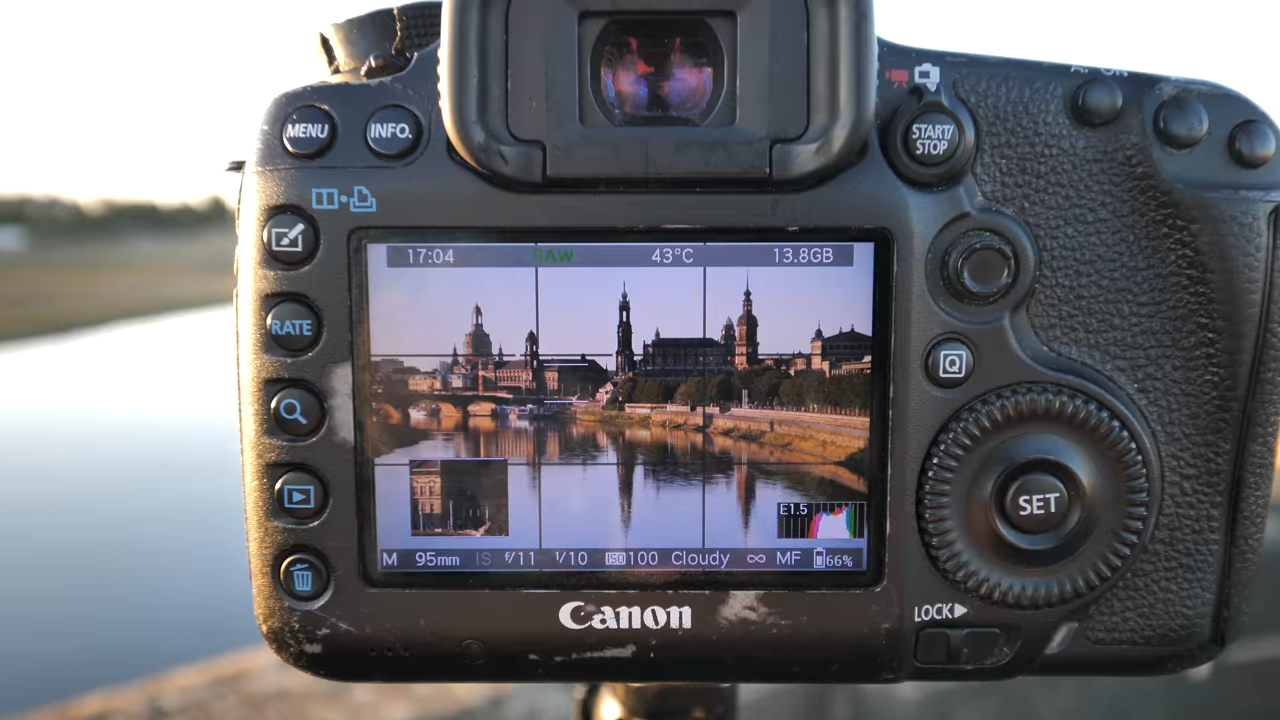 MENU
INFO.
START/
STOP
RATE
17:04 RAW 43°C 13.8GB
Q
E1.5
SET
M 95mm IS f/11 1/10 ISO100 Cloudy ∞ MF 66%
Canon
LOCK▶